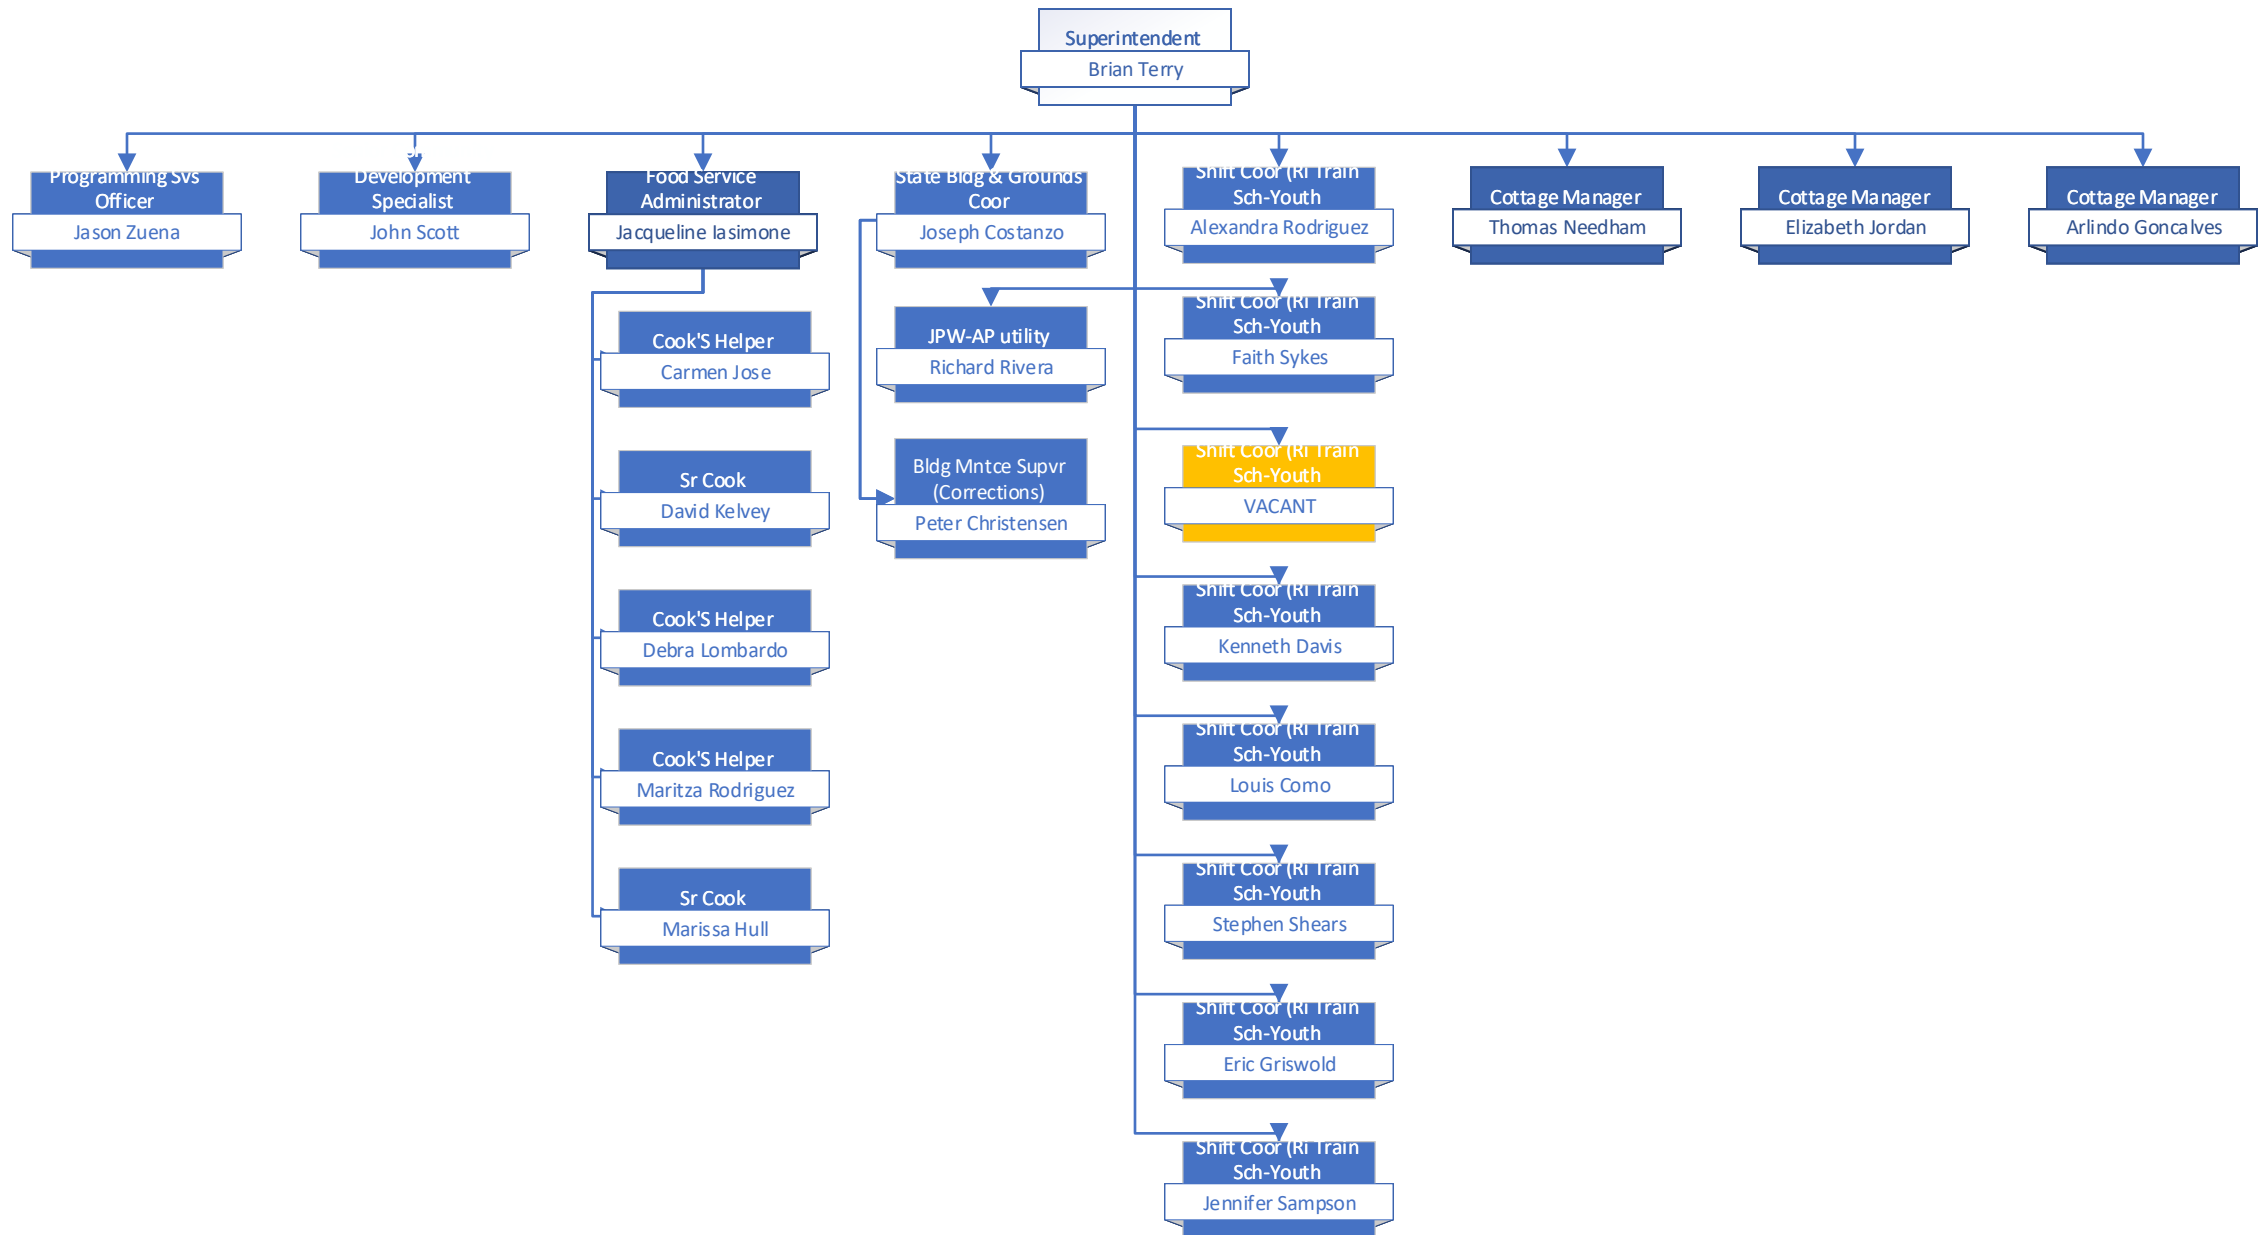 Superintendent
Brian Terry
Programming Svs
Officer
Jason Zuena
Development
Specialist
John Scott
Food Service
Administrator
Jacqueline Iasimone
State Bldg & Grounds
Coor
Joseph Costanzo
Shift Coor (Ri Train
Sch-Youth
Alexandra Rodriguez
Cottage Manager
Thomas Needham
Cottage Manager
Elizabeth Jordan
Cottage Manager
Arlindo Goncalves
Cook'S Helper
Carmen Jose
Sr Cook
David Kelvey
Cook'S Helper
Debra Lombardo
Cook'S Helper
Maritza Rodriguez
Sr Cook
Marissa Hull
JPW-AP utility
Richard Rivera
Bldg Mntce Supvr
(Corrections)
Peter Christensen
Shift Coor (Ri Train
Sch-Youth
Faith Sykes
Shift Coor (Ri Train
Sch-Youth
VACANT
Shift Coor (Ri Train
Sch-Youth
Kenneth Davis
Shift Coor (Ri Train
Sch-Youth
Louis Como
Shift Coor (Ri Train
Sch-Youth
Stephen Shears
Shift Coor (Ri Train
Sch-Youth
Eric Griswold
Shift Coor (Ri Train
Sch-Youth
Jennifer Sampson